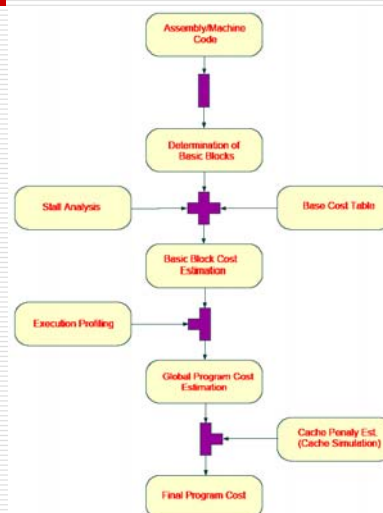 Assembly/Machine
Code
Determination of
Basic Blocks
Stall Analysis
Base Cost Table
Basic Block Cost
Estimation
Execution Profiling
Global Program Cost
Estimation
Cache Penaly Est.
(Cache Simulation)
Final Program Cost